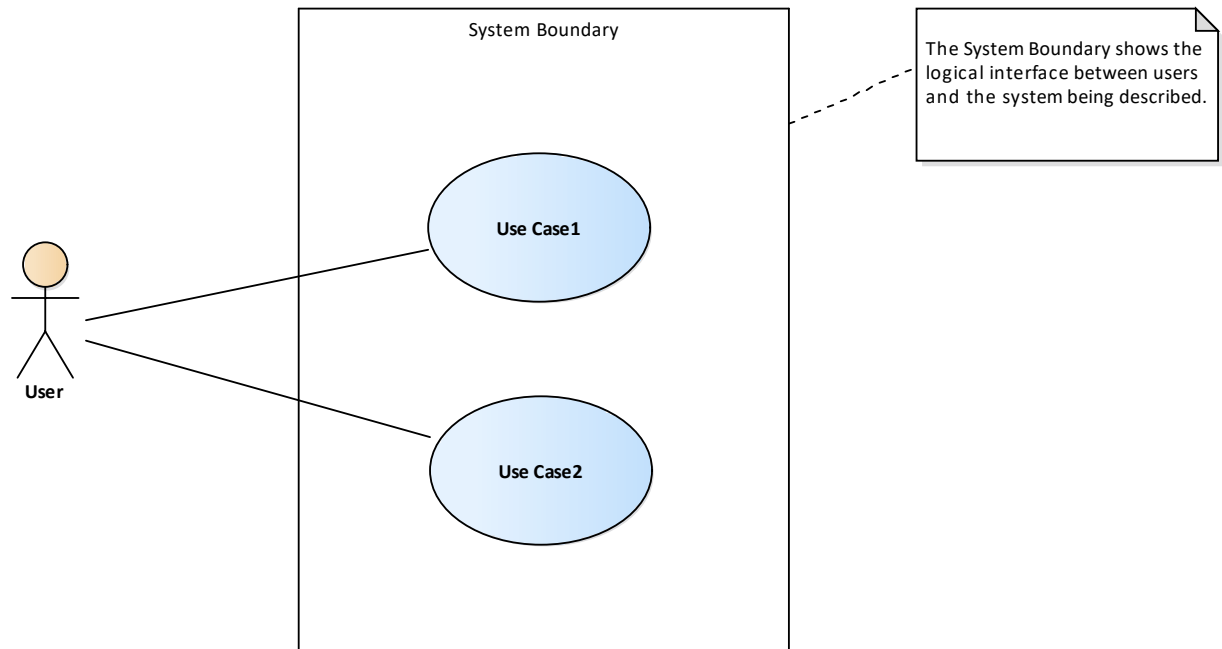 System Boundary
The System Boundary shows the
logical interface between users
and the system being described.
Use Case1
User
Use Case2